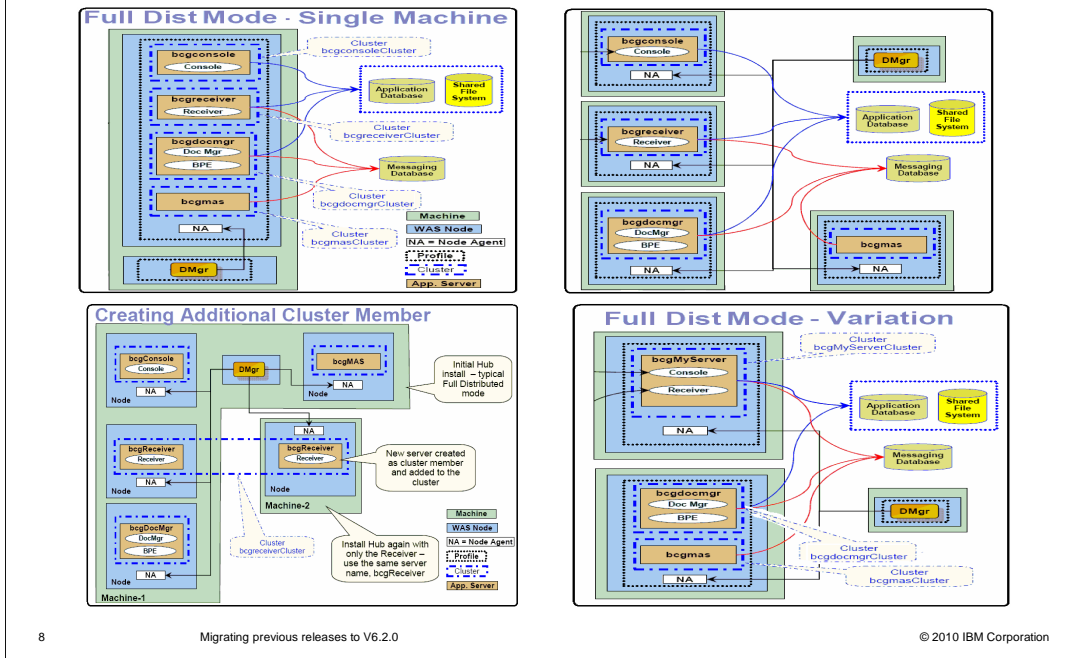 Full Dist Mode - Single Machine
Cluster
bcgconsoleCluster
bcgconsole
Console
Application
Database
Shared
File
System
bcgreceiver
Receiver
Cluster
bcgreceiverCluster
bcgdocmgr
Doc Mgr
BPE
Messaging
Database
Cluster
bcgdocmgrCluster
bcgmas
Cluster
bcgmasCluster
NA
DMgr
Machine
WAS Node
NA = Node Agent
Profile
Cluster
App. Server
bcgconsole
Console
NA
DMgr
Application
Database
Shared
File
System
bcgreceiver
Receiver
NA
Messaging
Database
bcgdocmgr
DocMgr
BPE
NA
bcgmas
NA
Creating Additional Cluster Member
bcgConsole
Console
NA
Node
DMgr
bcgMAS
NA
Node
Initial Hub
install – typical
Full Distributed
mode
bcgReceiver
Receiver
NA
Node
NA
bcgReceiver
Receiver
Node
Machine-2
New server created
as cluster member
and added to the
cluster
bcgDocMgr
DocMgr
BPE
NA
Node
Machine-1
Cluster
bcgreceiverCluster
Install Hub again with
only the Receiver –
use the same server
name, bcgReceiver
Machine
WAS Node
NA = Node Agent
Profile
Cluster
App. Server
Full Dist Mode - Variation
Cluster
bcgMyServerCluster
bcgMyServer
Console
Receiver
NA
Application
Database
Shared
File
System
Messaging
Database
bcgdocmgr
Doc Mgr
BPE
bcgmas
NA
DMgr
Cluster
bcgdocmgrCluster
Cluster
bcgmasCluster
8
Migrating previous releases to V6.2.0
© 2010 IBM Corporation